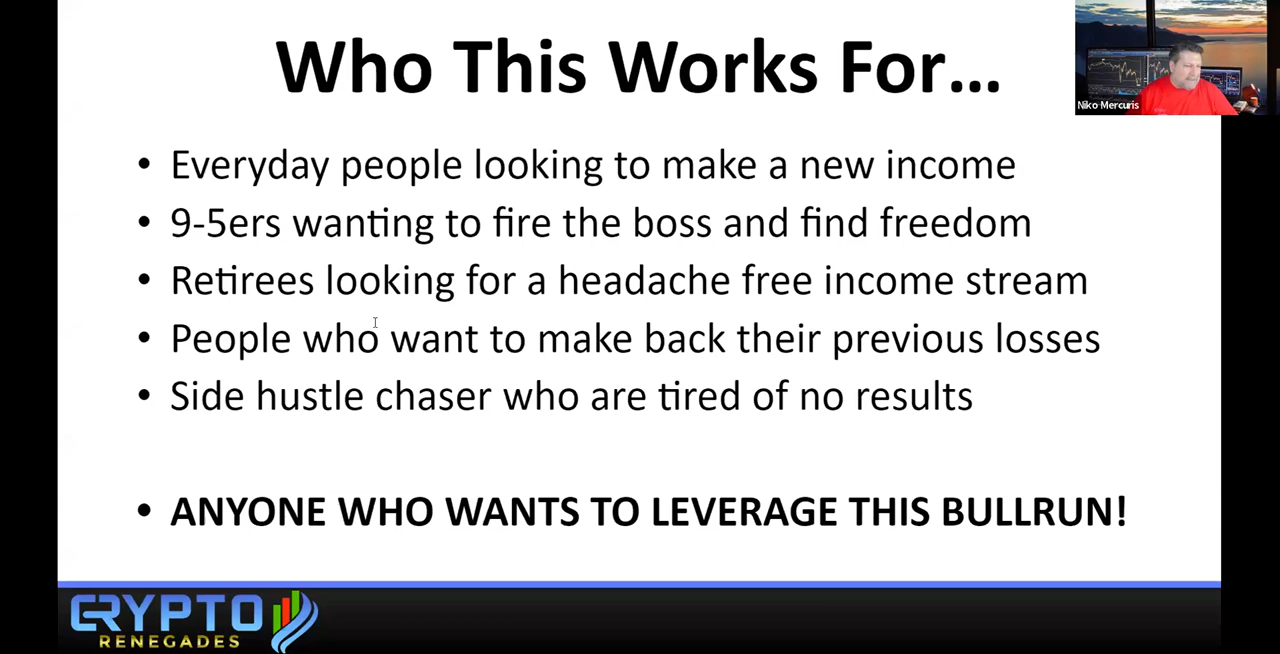 Who This Works For...
Niko Mercuris
• Everyday people looking to make a new income
• 9-5ers wanting to fire the boss and find freedom
• Retirees looking for a headache free income stream
• People who want to make back their previous losses
• Side hustle chaser who are tired of no results
• ANYONE WHO WANTS TO LEVERAGE THIS BULLRUN!
CRYPTO
RENEGADES